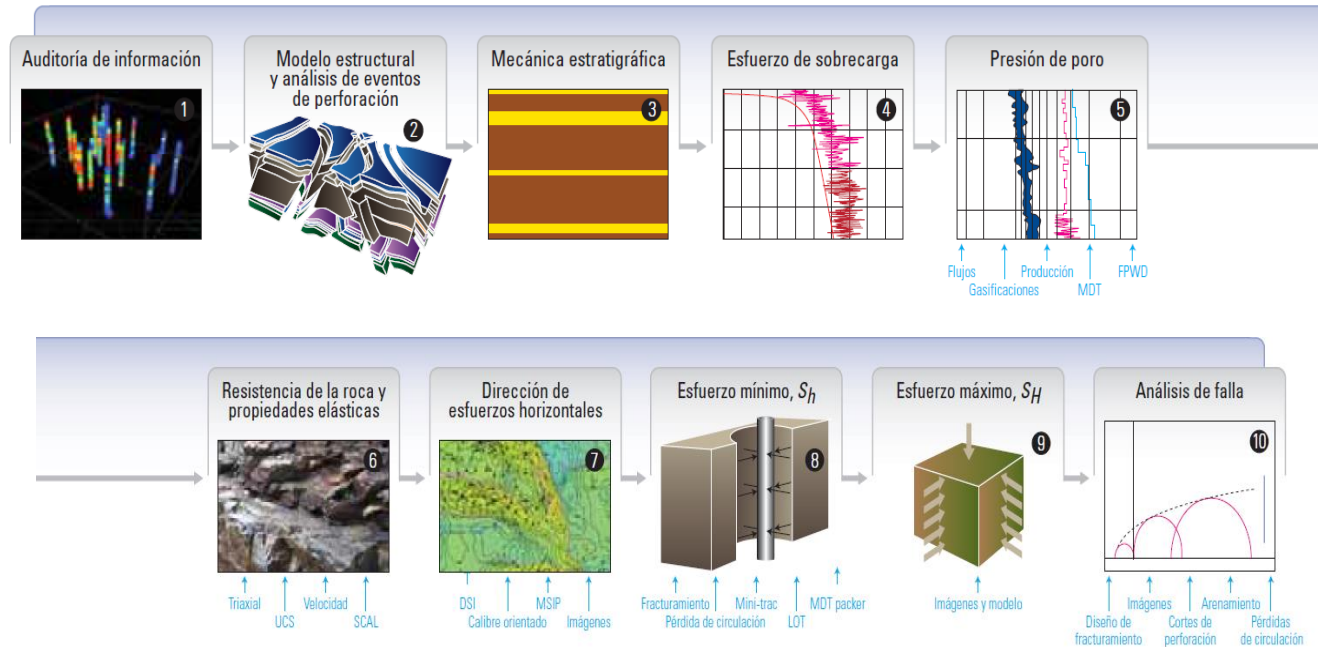 Auditoría de información
1
Modelo estructural
y análisis de eventos
de perforación
2
Mecánica estratigráfica
3
Esfuerzo de sobrecarga
4
Presión de poro
5
Flujos
Gasificaciones
Producción
MDT
FPWD
Resistencia de la roca y
propiedades elásticas
6
Triaxial
UCS
Velocidad
SCAL
Dirección de
esfuerzos horizontales
7
DSI
Calibre orientado
MSIP
Imágenes
Esfuerzo mínimo, Sh
8
Fracturamiento
Pérdida de circulación
Mini-trac
LOT
MDT packer
Esfuerzo máximo, SH
9
Imágenes y modelo
Análisis de falla
10
Diseño de
fracturamiento
Imágenes
Cortes de
perforación
Arenamiento
Pérdidas
de circulación